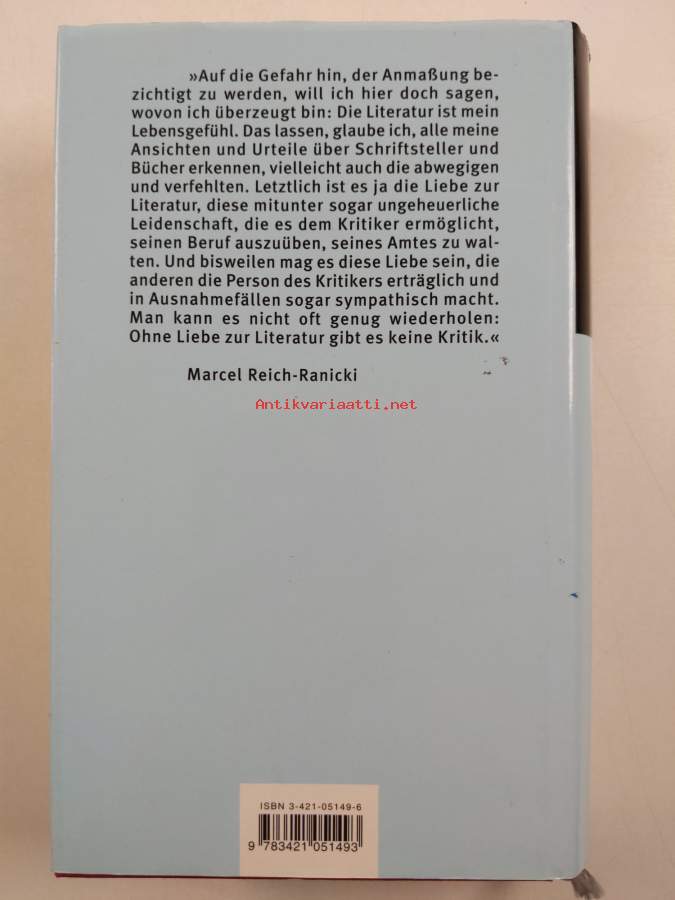 »Auf die Gefahr hin, der Anmaßung be-
zichtigt zu werden, will ich hier doch sagen,
wovon ich überzeugt bin: Die Literatur ist mein
Lebensgefühl. Das lassen, glaube ich, alle meine
Ansichten und Urteile über Schriftsteller und
Bücher erkennen, vielleicht auch die abwegigen
und verfehlten. Letztlich ist es ja die Liebe zur
Literatur, diese mitunter sogar ungeheuerliche
Leidenschaft, die es dem Kritiker ermöglicht,
seinen Beruf auszuüben, seines Amtes zu wal-
ten. Und bisweilen mag es diese Liebe sein, die
anderen die Person des Kritikers erträglich und
in Ausnahmefällen sogar sympathisch macht.
Man kann es nicht oft genug wiederholen:
Ohne Liebe zur Literatur gibt es keine Kritik.«
Marcel Reich-Ranicki
Antikvariaatti.net
ISBN 3-421-05149-6
9 783421 051493